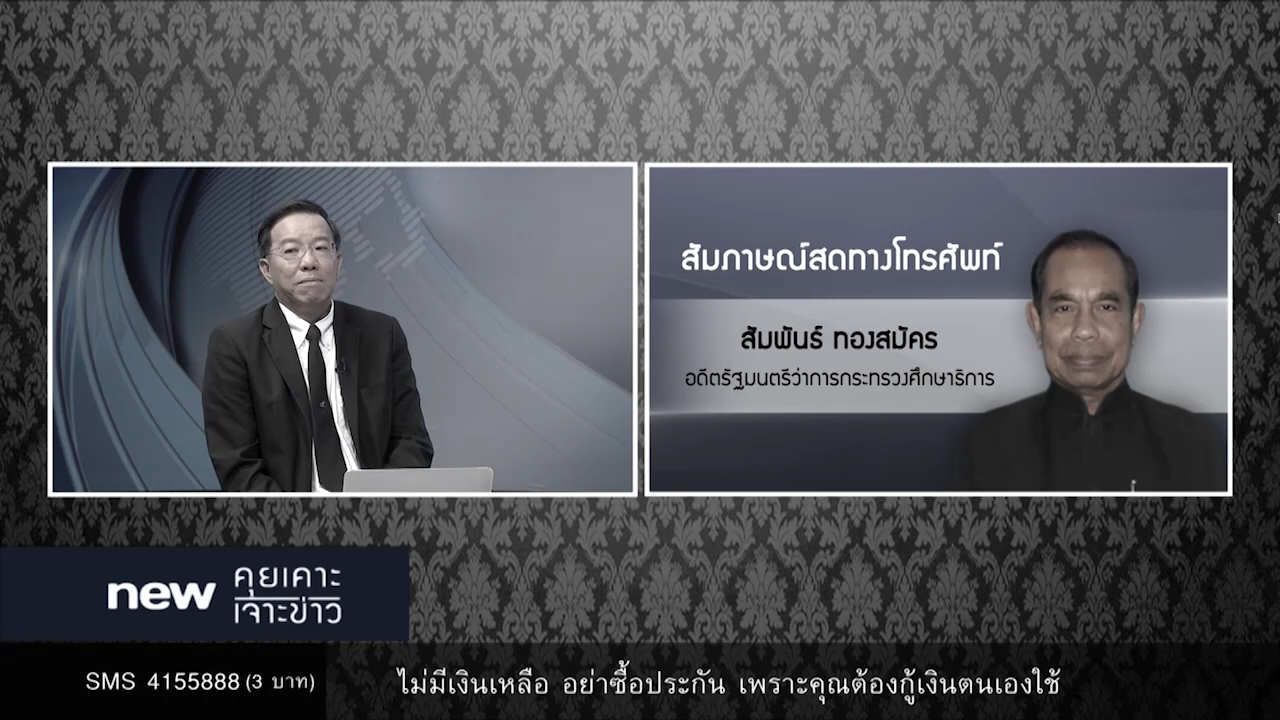 สัมภาษณ์สดทางโทรศัพท์
สัมพันธ์ ทองสมัคร
อดีตรัฐมนตรีว่าการกระทรวงศึกษาธิการ
new คุยเคาะ
เจาะข่าว
SMS 4155888 (3 บาท) ไม่มีเงินเหลือ อย่าซื้อประกัน เพราะคุณต้องกู้เงินตนเองใช้